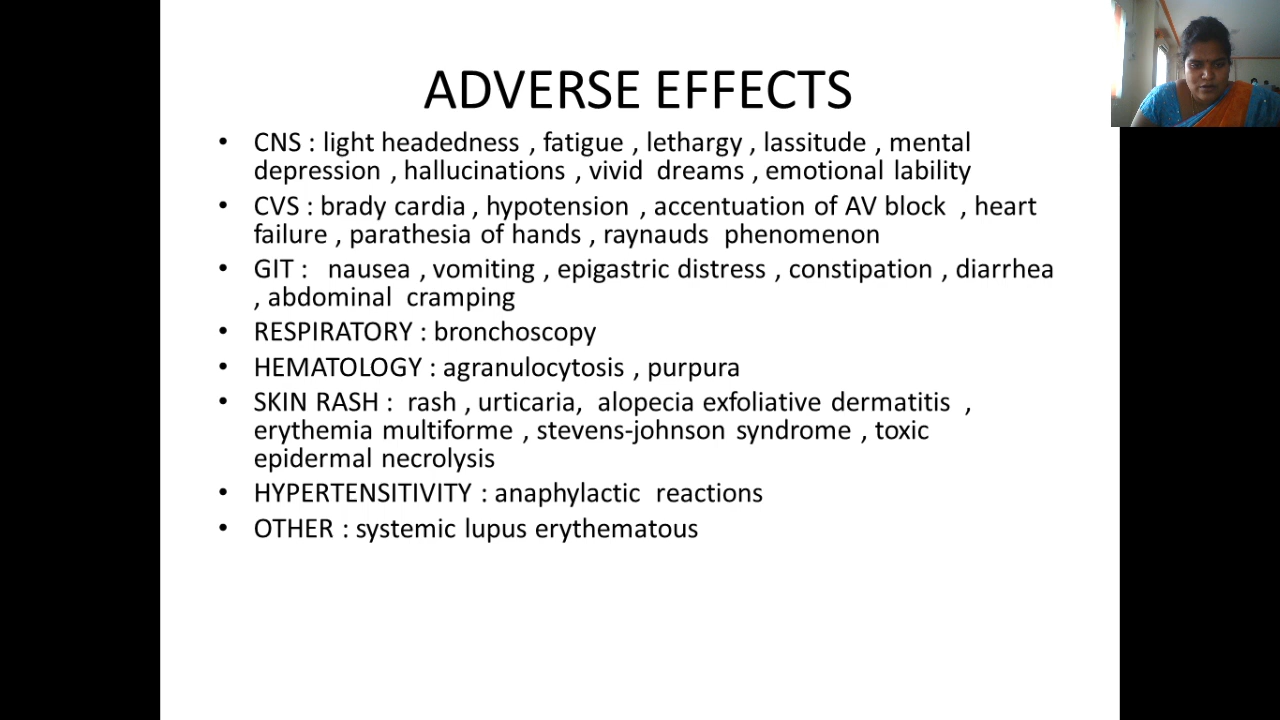 ADVERSE EFFECTS
• CNS : light headedness , fatigue , lethargy , lassitude , mental
depression , hallucinations , vivid dreams , emotional lability
• CVS : brady cardia , hypotension , accentuation of AV block , heart
failure , parathesia of hands , raynauds phenomenon
• GIT : nausea , vomiting , epigastric distress , constipation , diarrhea
, abdominal cramping
• RESPIRATORY : bronchoscopy
• HEMATOLOGY : agranulocytosis , purpura
• SKIN RASH : rash , urticaria, alopecia exfoliative dermatitis ,
erythemia multiforme , stevens-johnson syndrome , toxic
epidermal necrolysis
• HYPERTENSITIVITY : anaphylactic reactions
• OTHER : systemic lupus erythematous